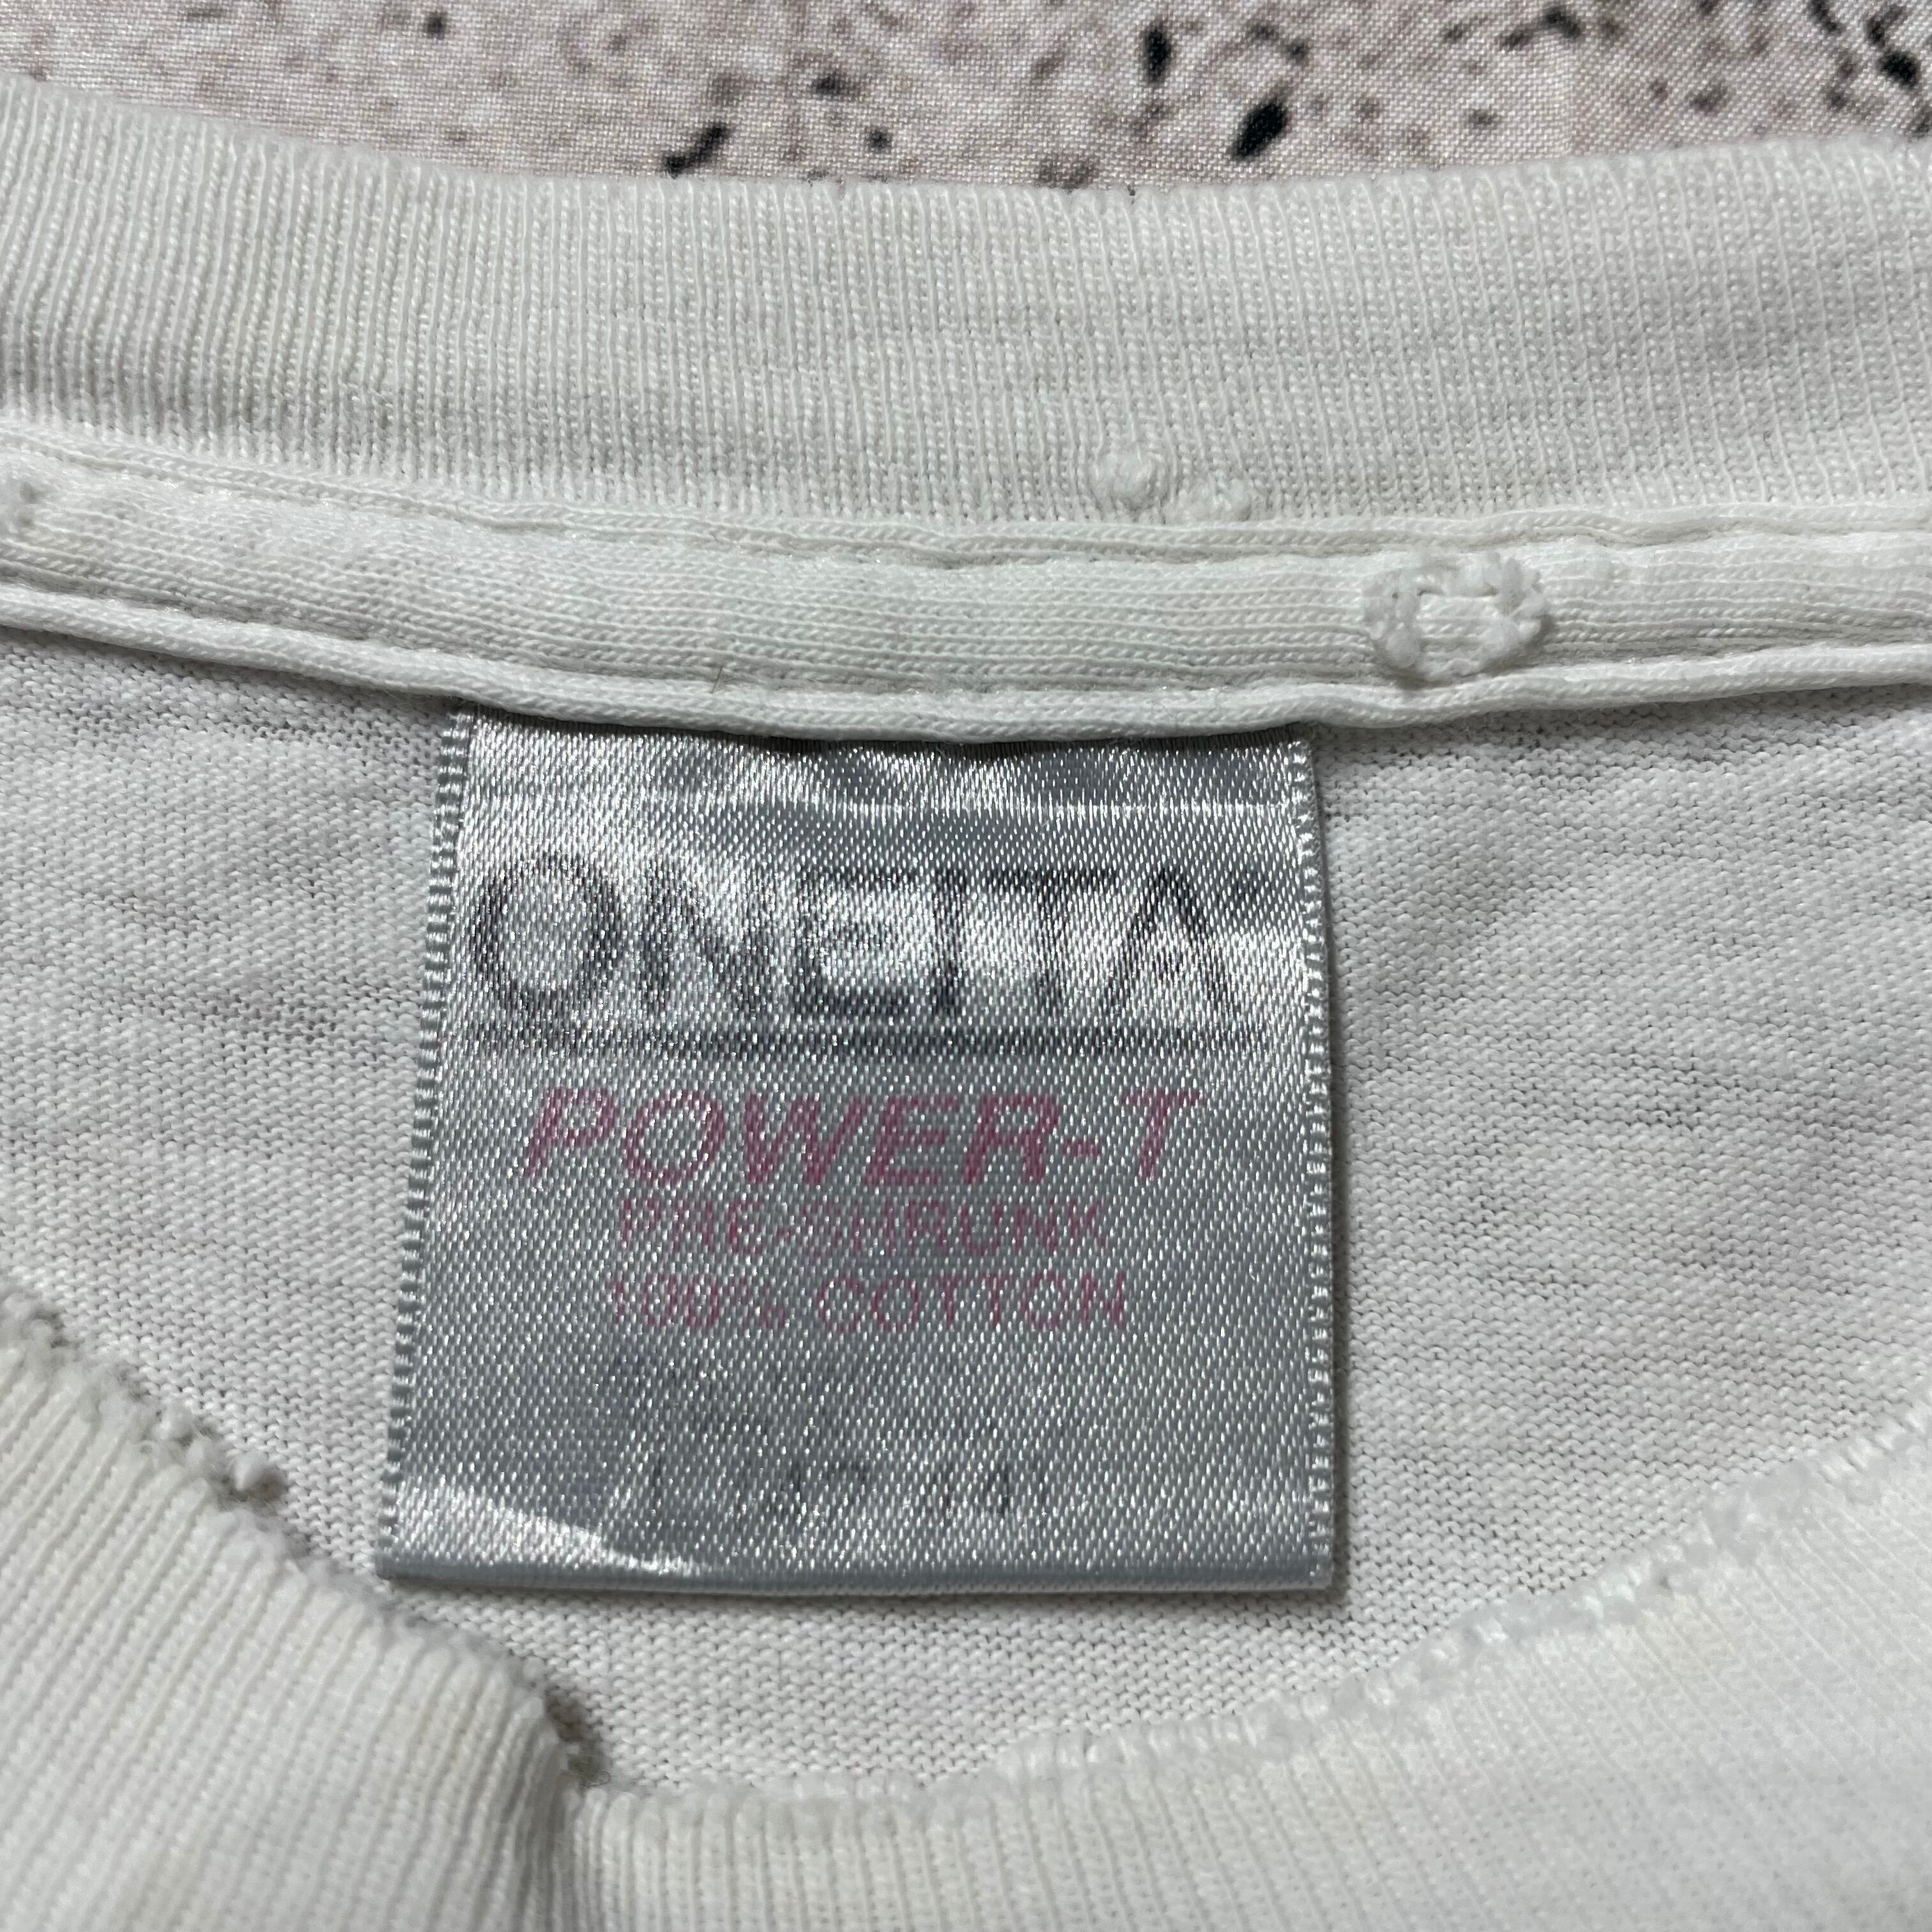 ONEITA
POWER-T
PRE-SHRUNK
100% COTTON